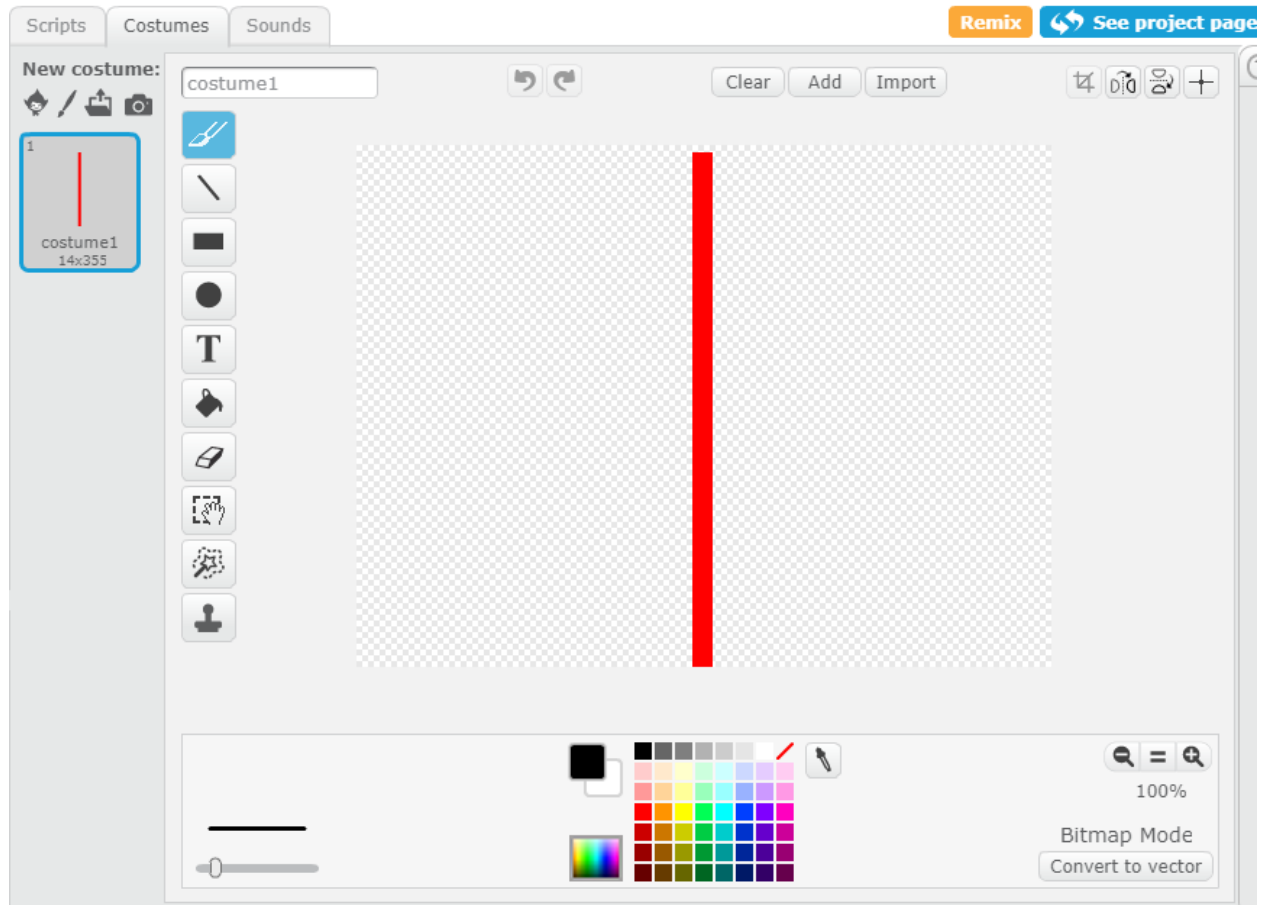 Scripts Costumes Sounds Remix See project page
New costume:
costume1 Clear Add Import
1
T
costume1
14x355
100%
Bitmap Mode
Convert to vector